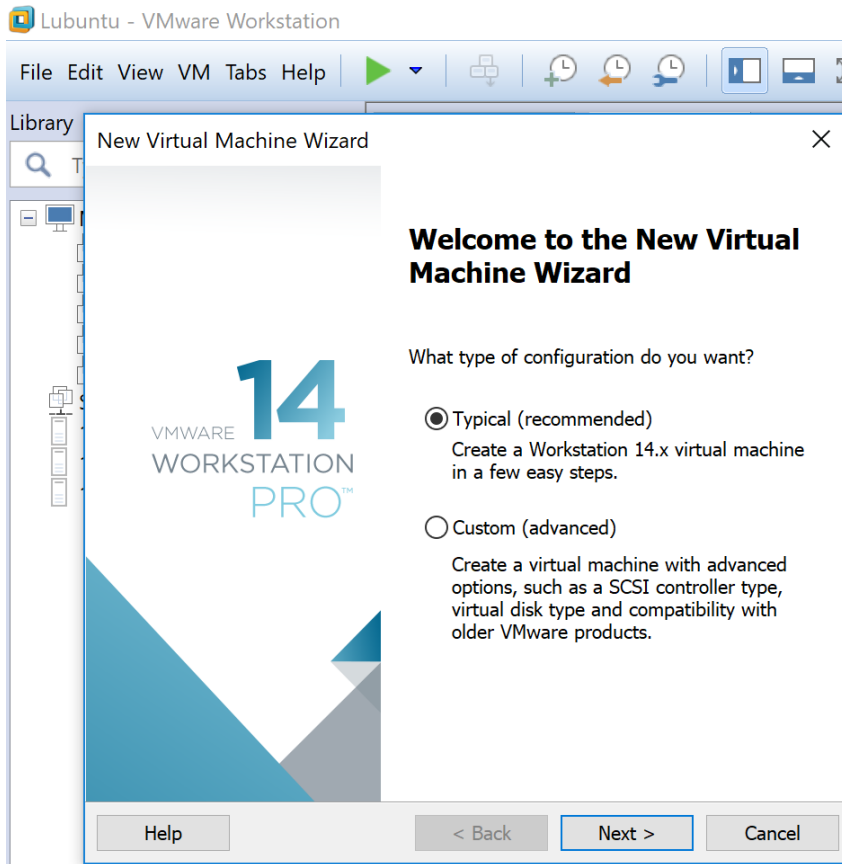 Lubuntu - VMware Workstation
File Edit View VM Tabs Help
Library
New Virtual Machine Wizard
Welcome to the New Virtual
Machine Wizard
What type of configuration do you want?
Typical (recommended)
Create a Workstation 14.x virtual machine
in a few easy steps.
Custom (advanced)
Create a virtual machine with advanced
options, such as a SCSI controller type,
virtual disk type and compatibility with
older VMware products.
14
VMWARE
WORKSTATION
PRO™
Help
< Back
Next >
Cancel